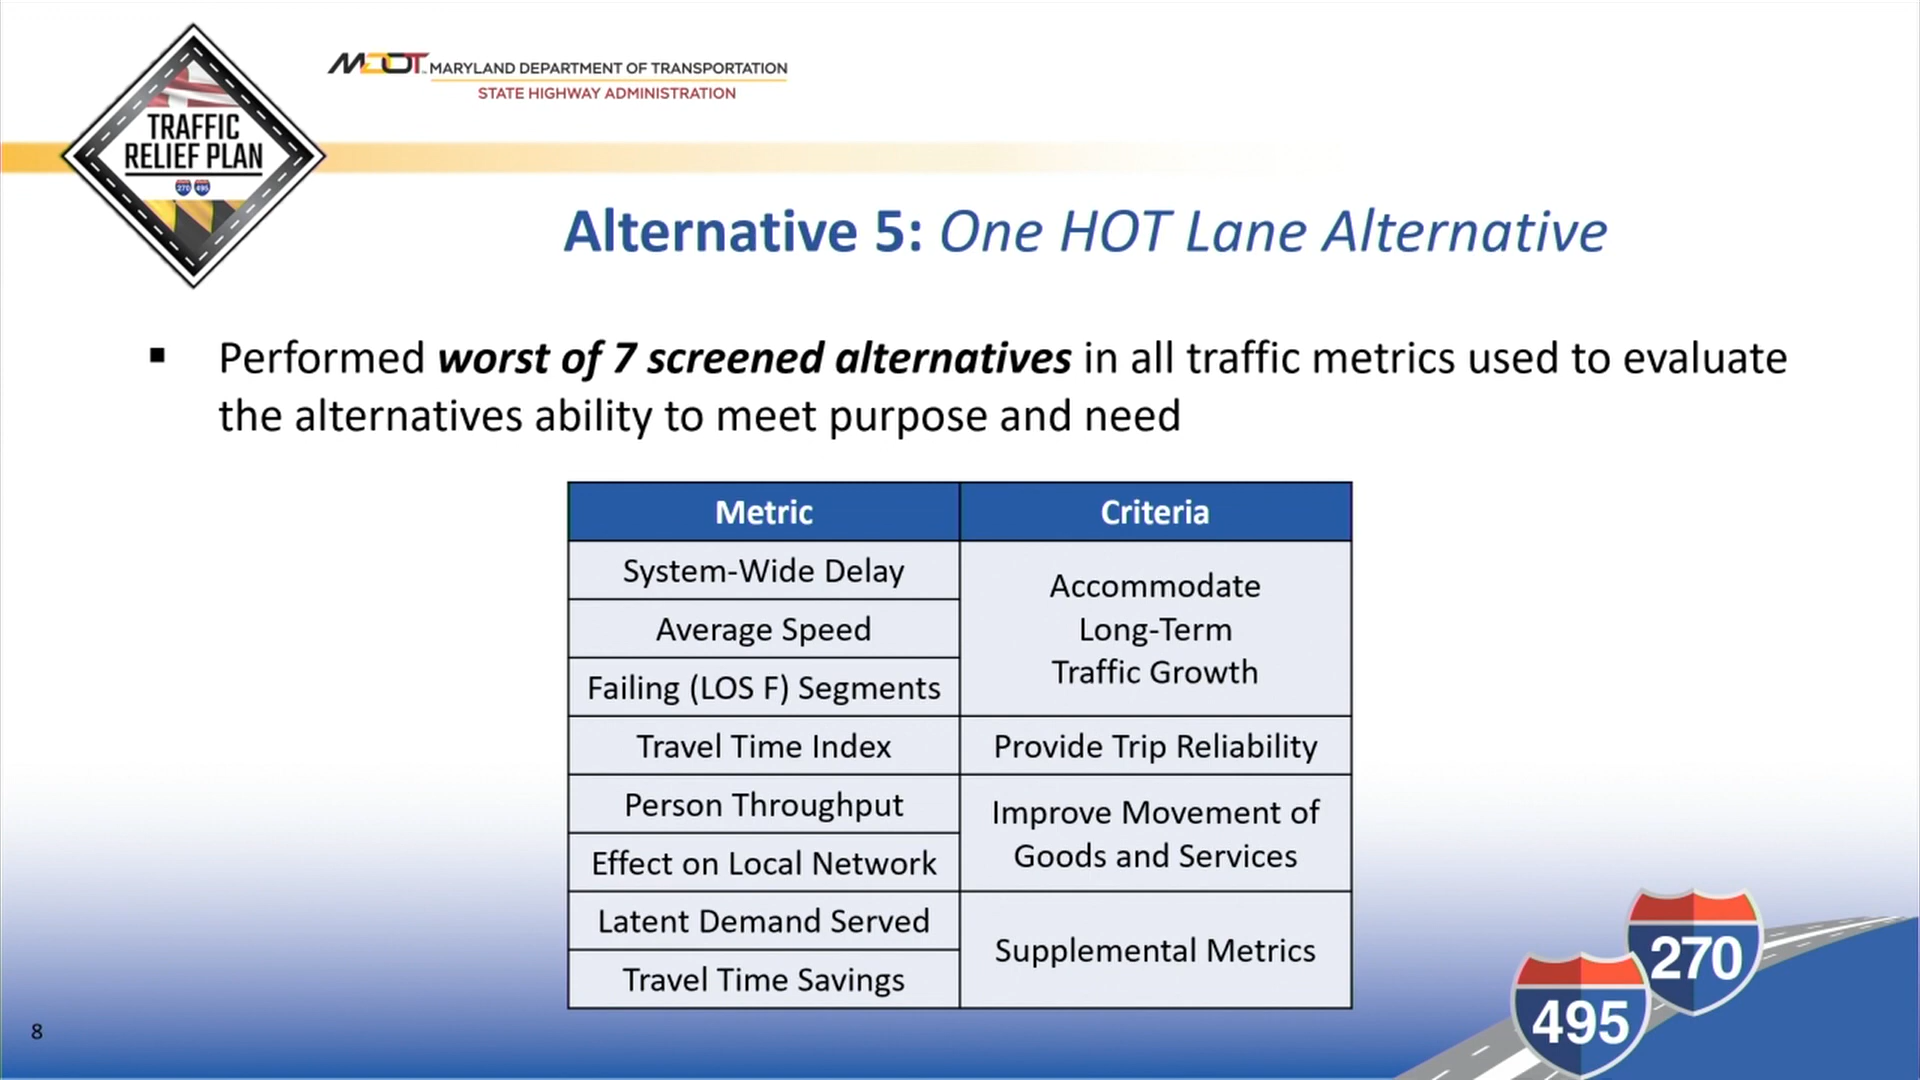 TRAFFIC
RELIEF PLAN
270 495
MDOT MARYLAND DEPARTMENT OF TRANSPORTATION
STATE HIGHWAY ADMINISTRATION
Alternative 5: One HOT Lane Alternative
▪ Performed worst of 7 screened alternatives in all traffic metrics used to evaluate
the alternatives ability to meet purpose and need
Metric Criteria
System-Wide Delay
Average Speed
Failing (LOS F) Segments
Accommodate
Long-Term
Traffic Growth
Travel Time Index Provide Trip Reliability
Person Throughput
Effect on Local Network
Improve Movement of
Goods and Services
Latent Demand Served
Travel Time Savings
Supplemental Metrics
270
495
8